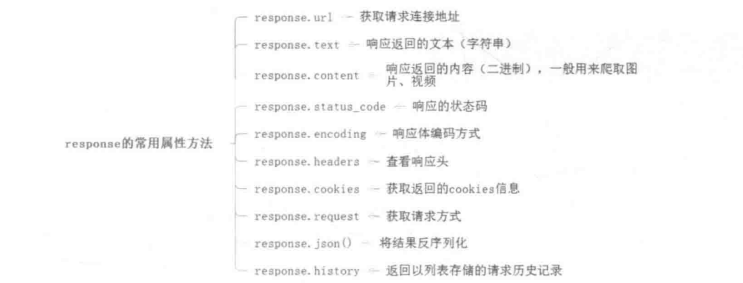 response的常用属性方法
response.url 获取请求连接地址
response.text 响应返回的文本（字符串）
response.content 响应返回的内容（二进制），一般用来爬取图
片、视频
response.status_code 响应的状态码
response.encoding 响应体编码方式
response.headers 查看响应头
response.cookies 获取返回的cookies信息
response.request 获取请求方式
response.json() 将结果反序列化
response.history 返回以列表存储的请求历史记录